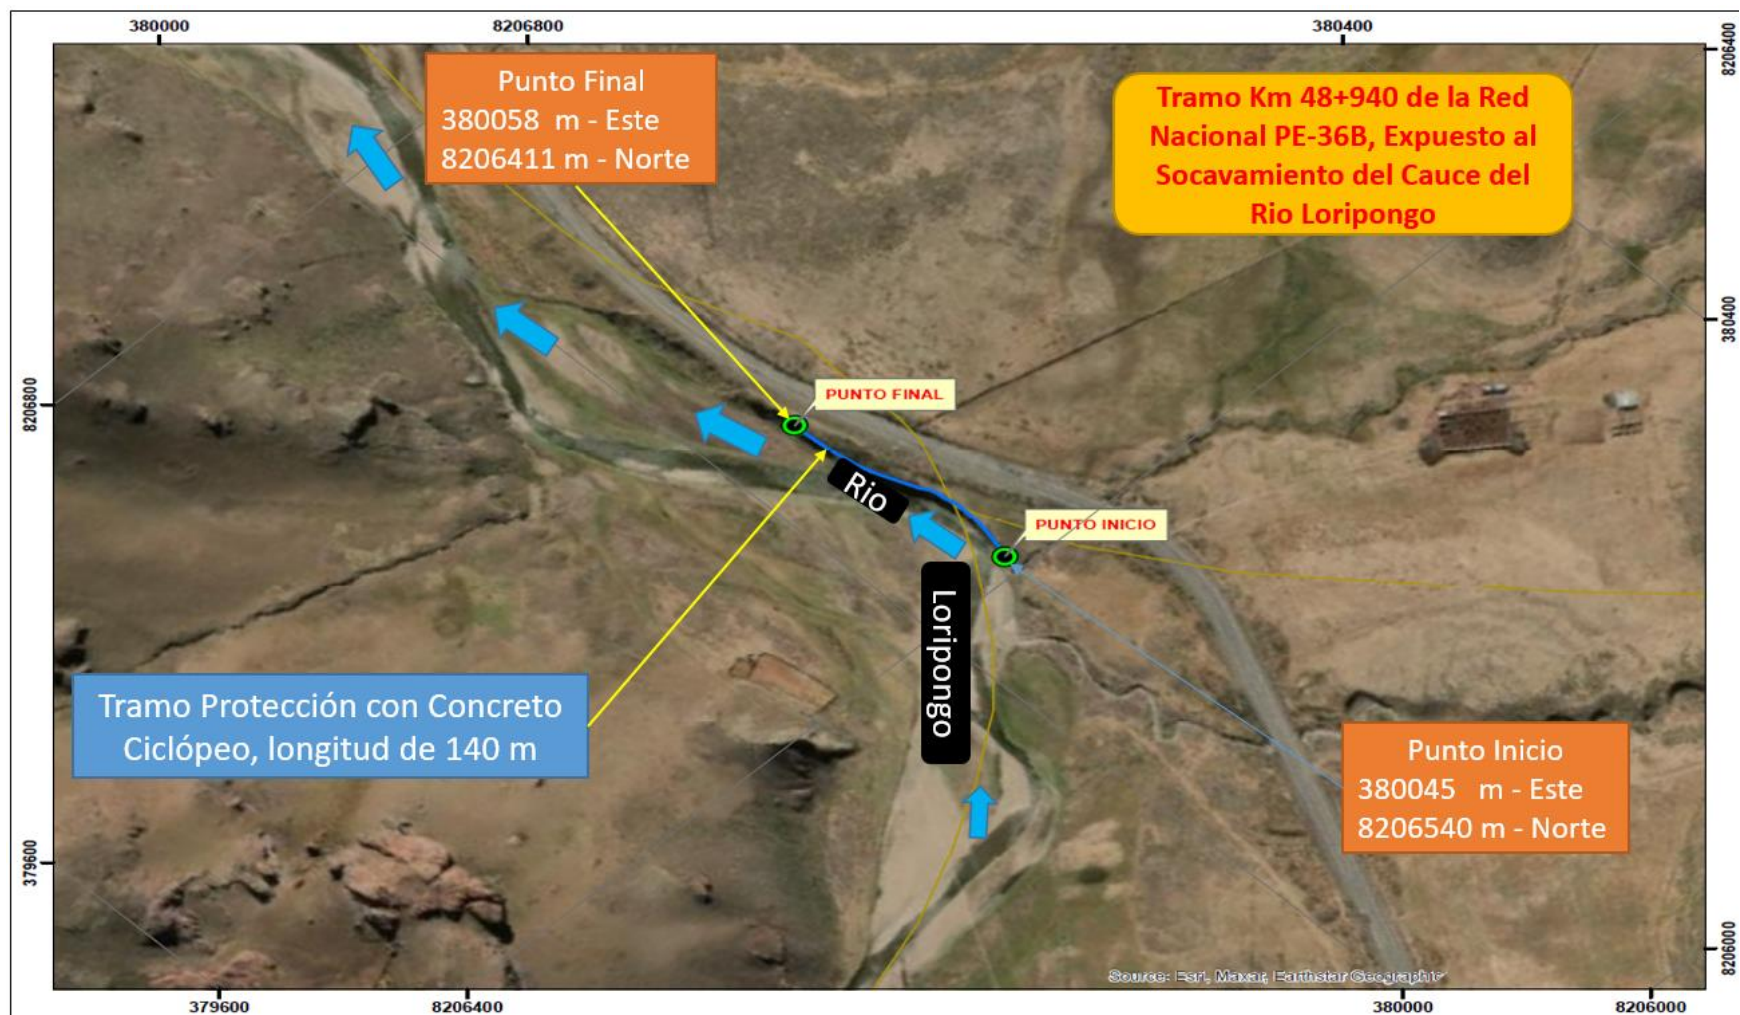 380000
8206800
380400
8206400
Punto Final
380058 m - Este
8206411 m - Norte
Tramo Km 48+940 de la Red
Nacional PE-36B, Expuesto al
Socavamiento del Cauce del
Rio Loripongo
380400
8206800
PUNTO FINAL
Rio
PUNTO INICIO
Loripongo
Tramo Protección con Concreto
Ciclópeo, longitud de 140 m
Punto Inicio
380045 m - Este
8206540 m - Norte
379600
8206000
Source: Esri, Maxar, Earthstar Geographic
379600
8206400
380000
8206000